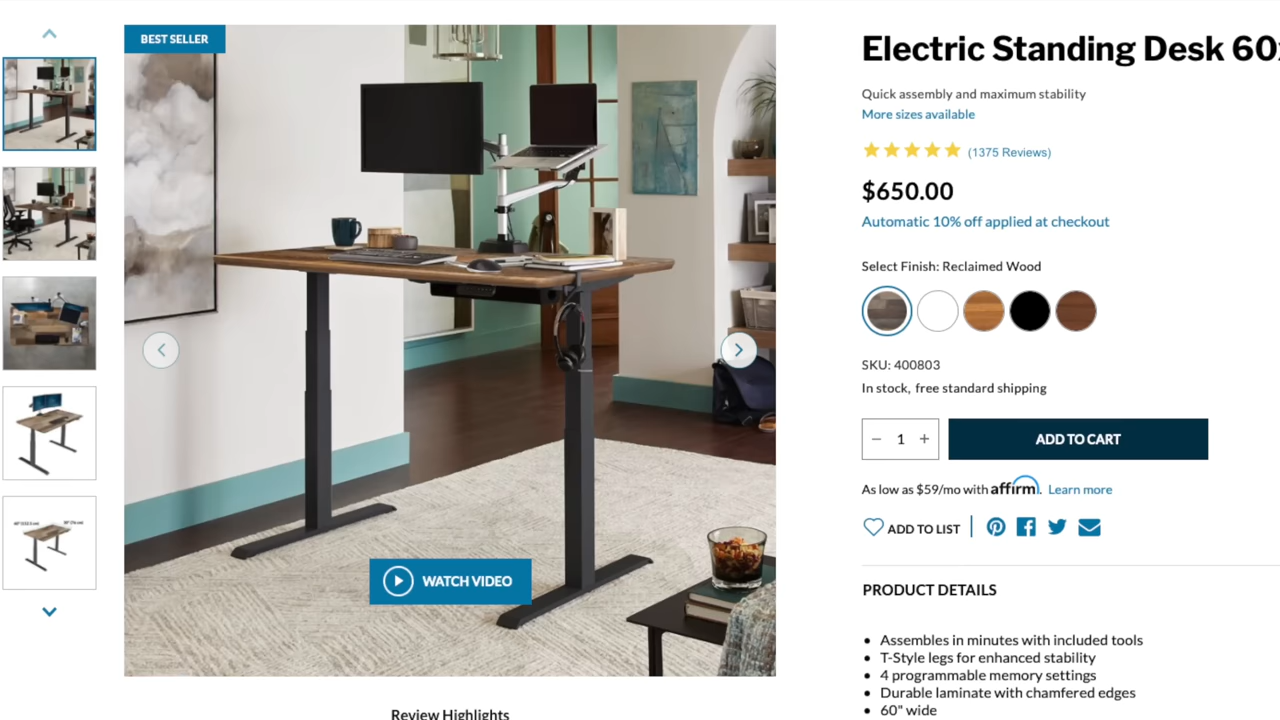 BEST SELLER
WATCH VIDEO
Review Highlights
Electric Standing Desk 60
Quick assembly and maximum stability
More sizes available
(1375 Reviews)
$650.00
Automatic 10% off applied at checkout
Select Finish: Reclaimed Wood
SKU: 400803
In stock, free standard shipping
− 1 +
ADD TO CART
As low as $59/mo with affirm. Learn more
ADD TO LIST
PRODUCT DETAILS
• Assembles in minutes with included tools
• T-Style legs for enhanced stability
• 4 programmable memory settings
• Durable laminate with chamfered edges
• 60" wide